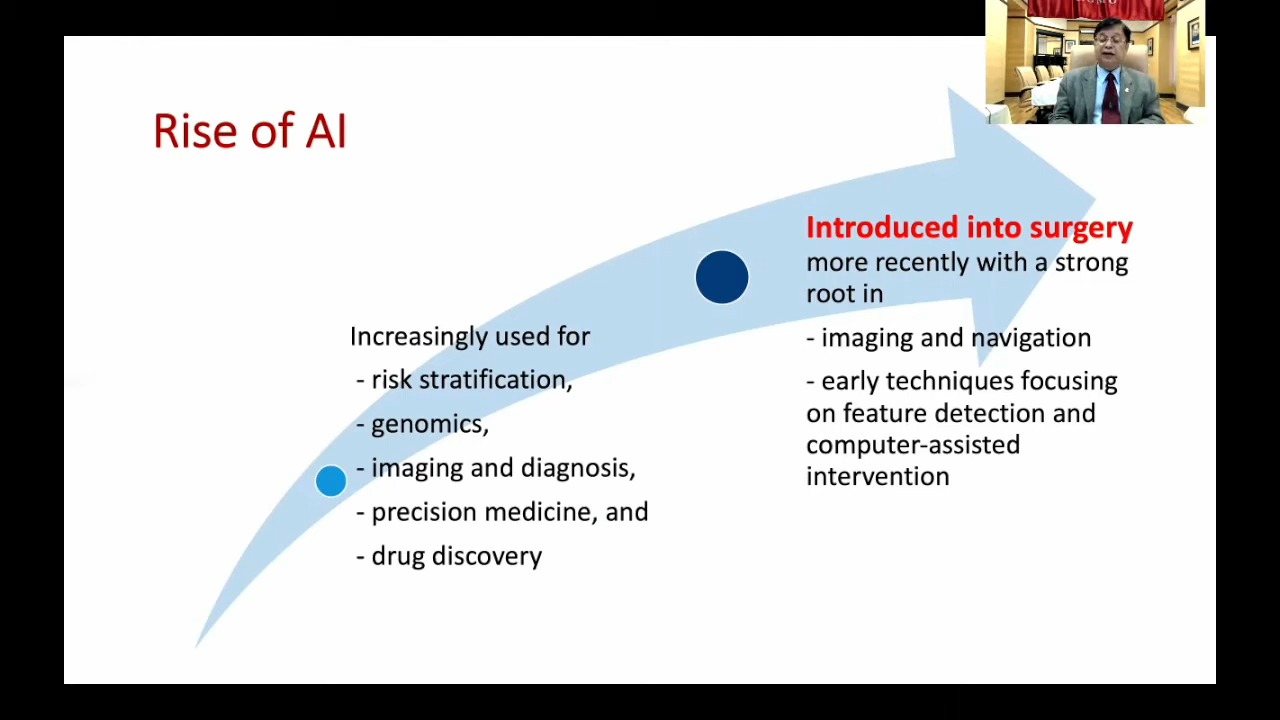 Rise of AI
Increasingly used for
- risk stratification,
- genomics,
- imaging and diagnosis,
- precision medicine, and
- drug discovery
Introduced into surgery
more recently with a strong
root in
- imaging and navigation
- early techniques focusing
on feature detection and
computer-assisted
intervention